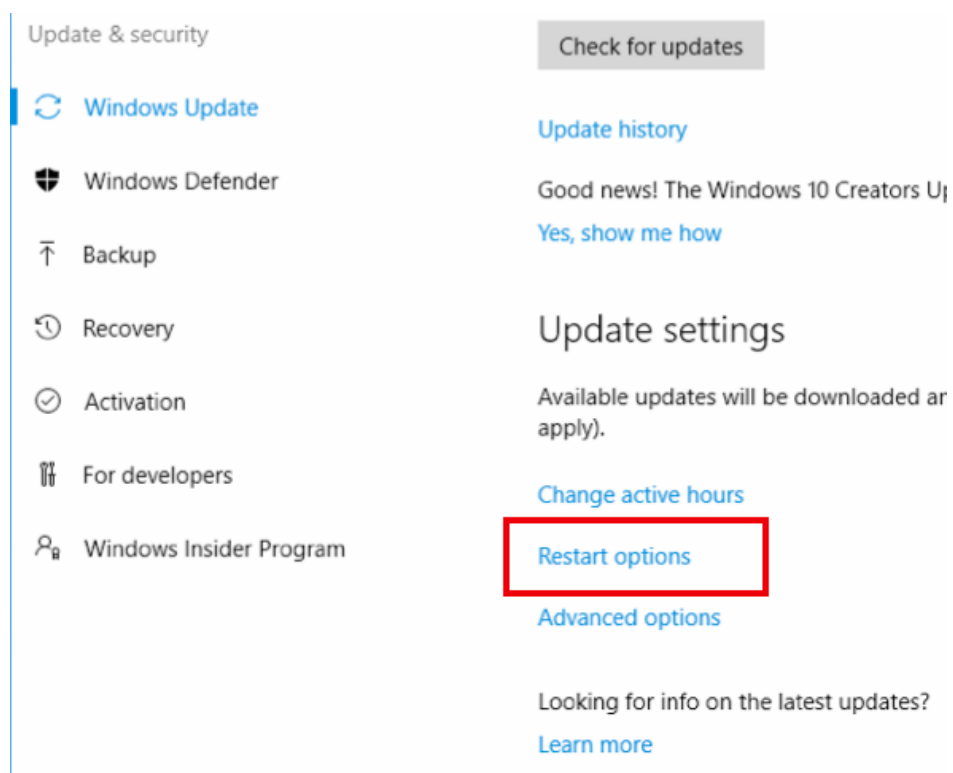 Update & security
Windows Update
Windows Defender
Backup
Recovery
Activation
For developers
Windows Insider Program
Check for updates
Update history
Good news! The Windows 10 Creators
Yes, show me how
Update settings
Available updates will be downloaded
apply).
Change active hours
Restart options
Advanced options
Looking for info on the latest updates?
Learn more